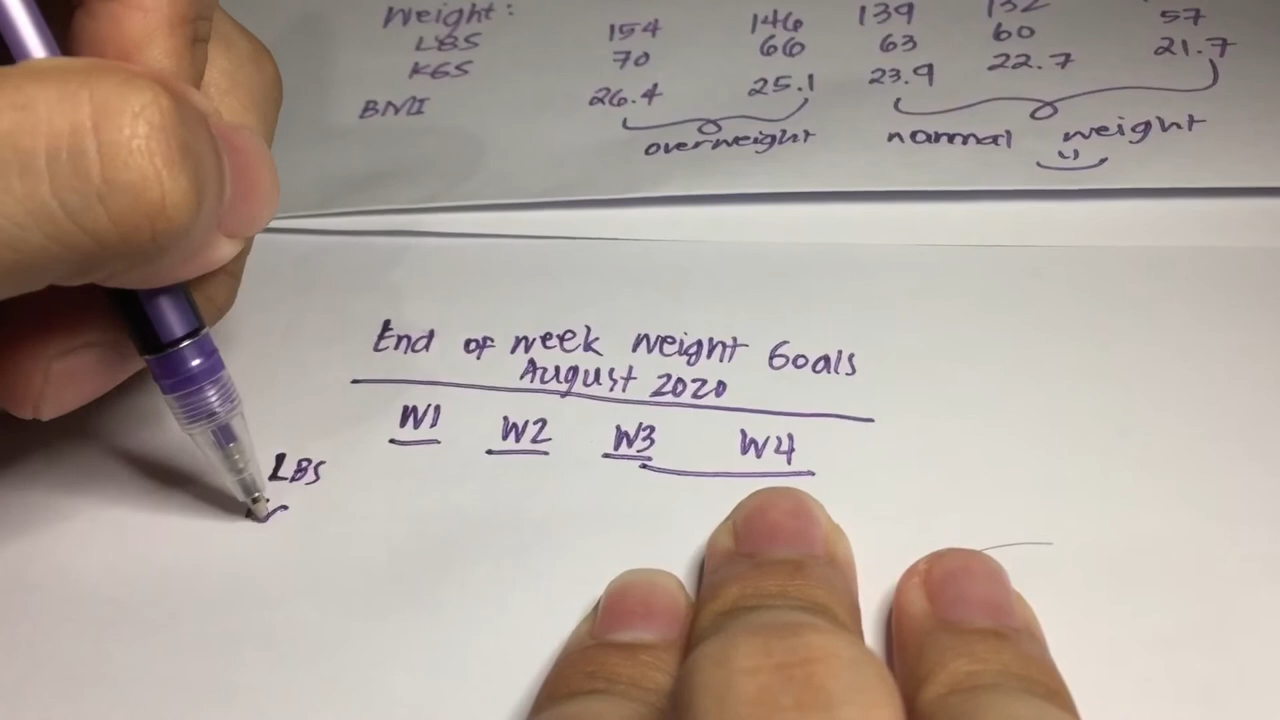 Weight:
LBS 154 146 139 132
KGS 70 66 63 60 57
BMI 26.4 25.1 23.9 22.7 21.7
overweight normal weight
End of week weight Goals
August 2020
W1 W2 W3 W4
LBS